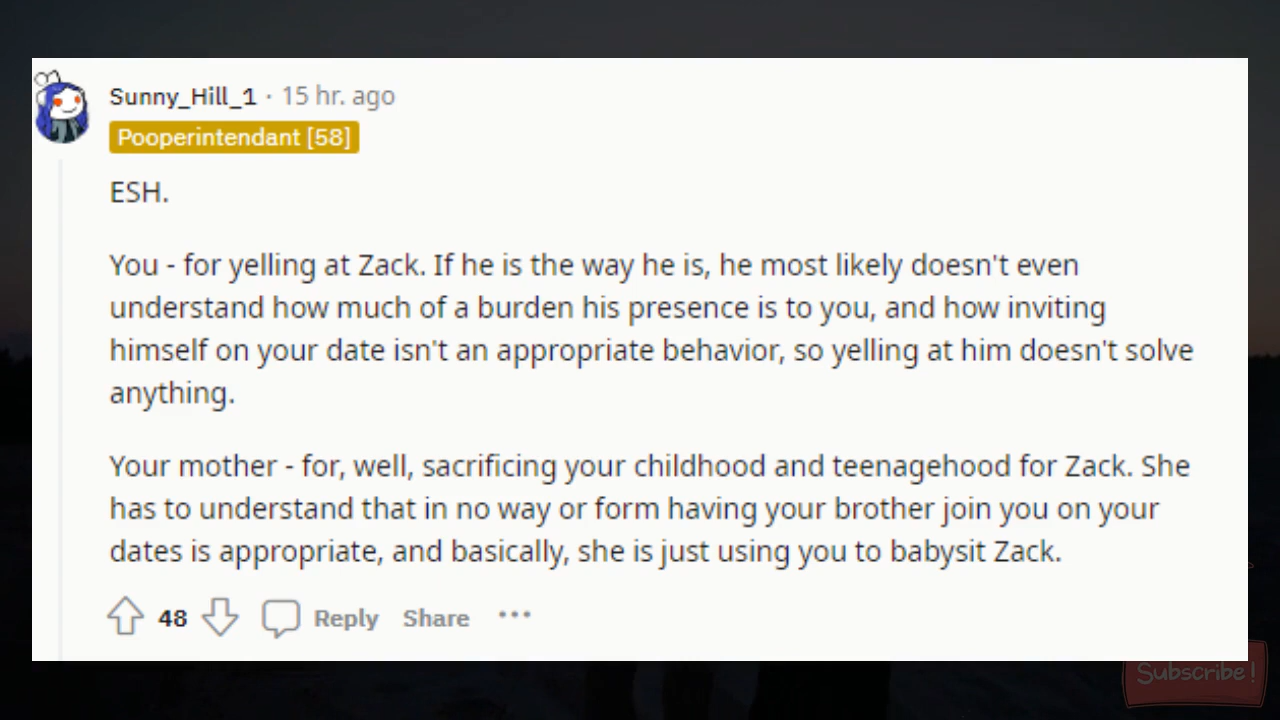 Sunny_Hill_1 · 15 hr. ago
Pooperintendant [58]
ESH.
You - for yelling at Zack. If he is the way he is, he most likely doesn't even
understand how much of a burden his presence is to you, and how inviting
himself on your date isn't an appropriate behavior, so yelling at him doesn't solve
anything.
Your mother - for, well, sacrificing your childhood and teenagehood for Zack. She
has to understand that in no way or form having your brother join you on your
dates is appropriate, and basically, she is just using you to babysit Zack.
48 Reply Share ···
Subscribe!